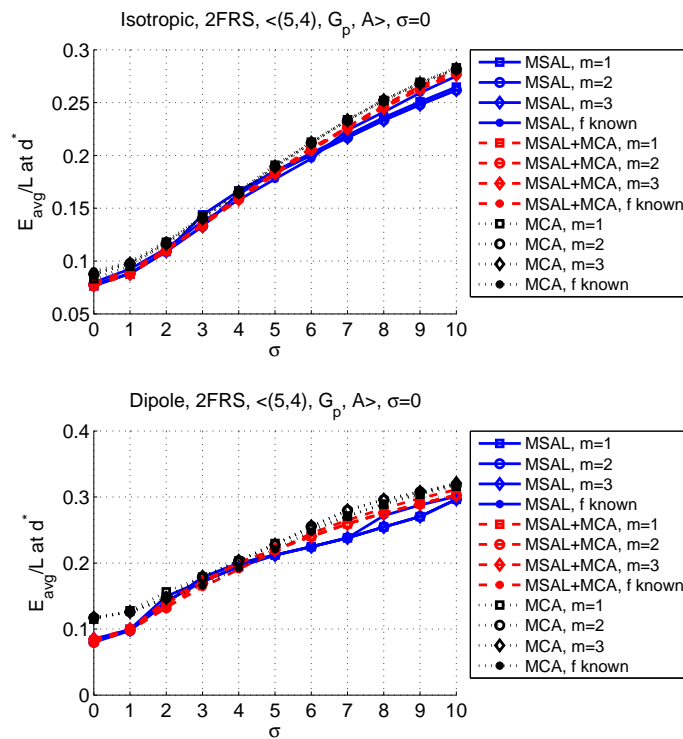 Isotropic, 2FRS, <(5,4), G_p, A>, σ=0
E_avg/L at d^*
0.3
0.25
0.2
0.15
0.1
0.05
0 1 2 3 4 5 6 7 8 9 10
σ
MSAL, m=1
MSAL, m=2
MSAL, m=3
MSAL, f known
MSAL+MCA, m=1
MSAL+MCA, m=2
MSAL+MCA, m=3
MSAL+MCA, f known
MCA, m=1
MCA, m=2
MCA, m=3
MCA, f known
Dipole, 2FRS, <(5,4), G_p, A>, σ=0
E_avg/L at d^*
0.4
0.3
0.2
0.1
0
0 1 2 3 4 5 6 7 8 9 10
σ
MSAL, m=1
MSAL, m=2
MSAL, m=3
MSAL, f known
MSAL+MCA, m=1
MSAL+MCA, m=2
MSAL+MCA, m=3
MSAL+MCA, f known
MCA, m=1
MCA, m=2
MCA, m=3
MCA, f known